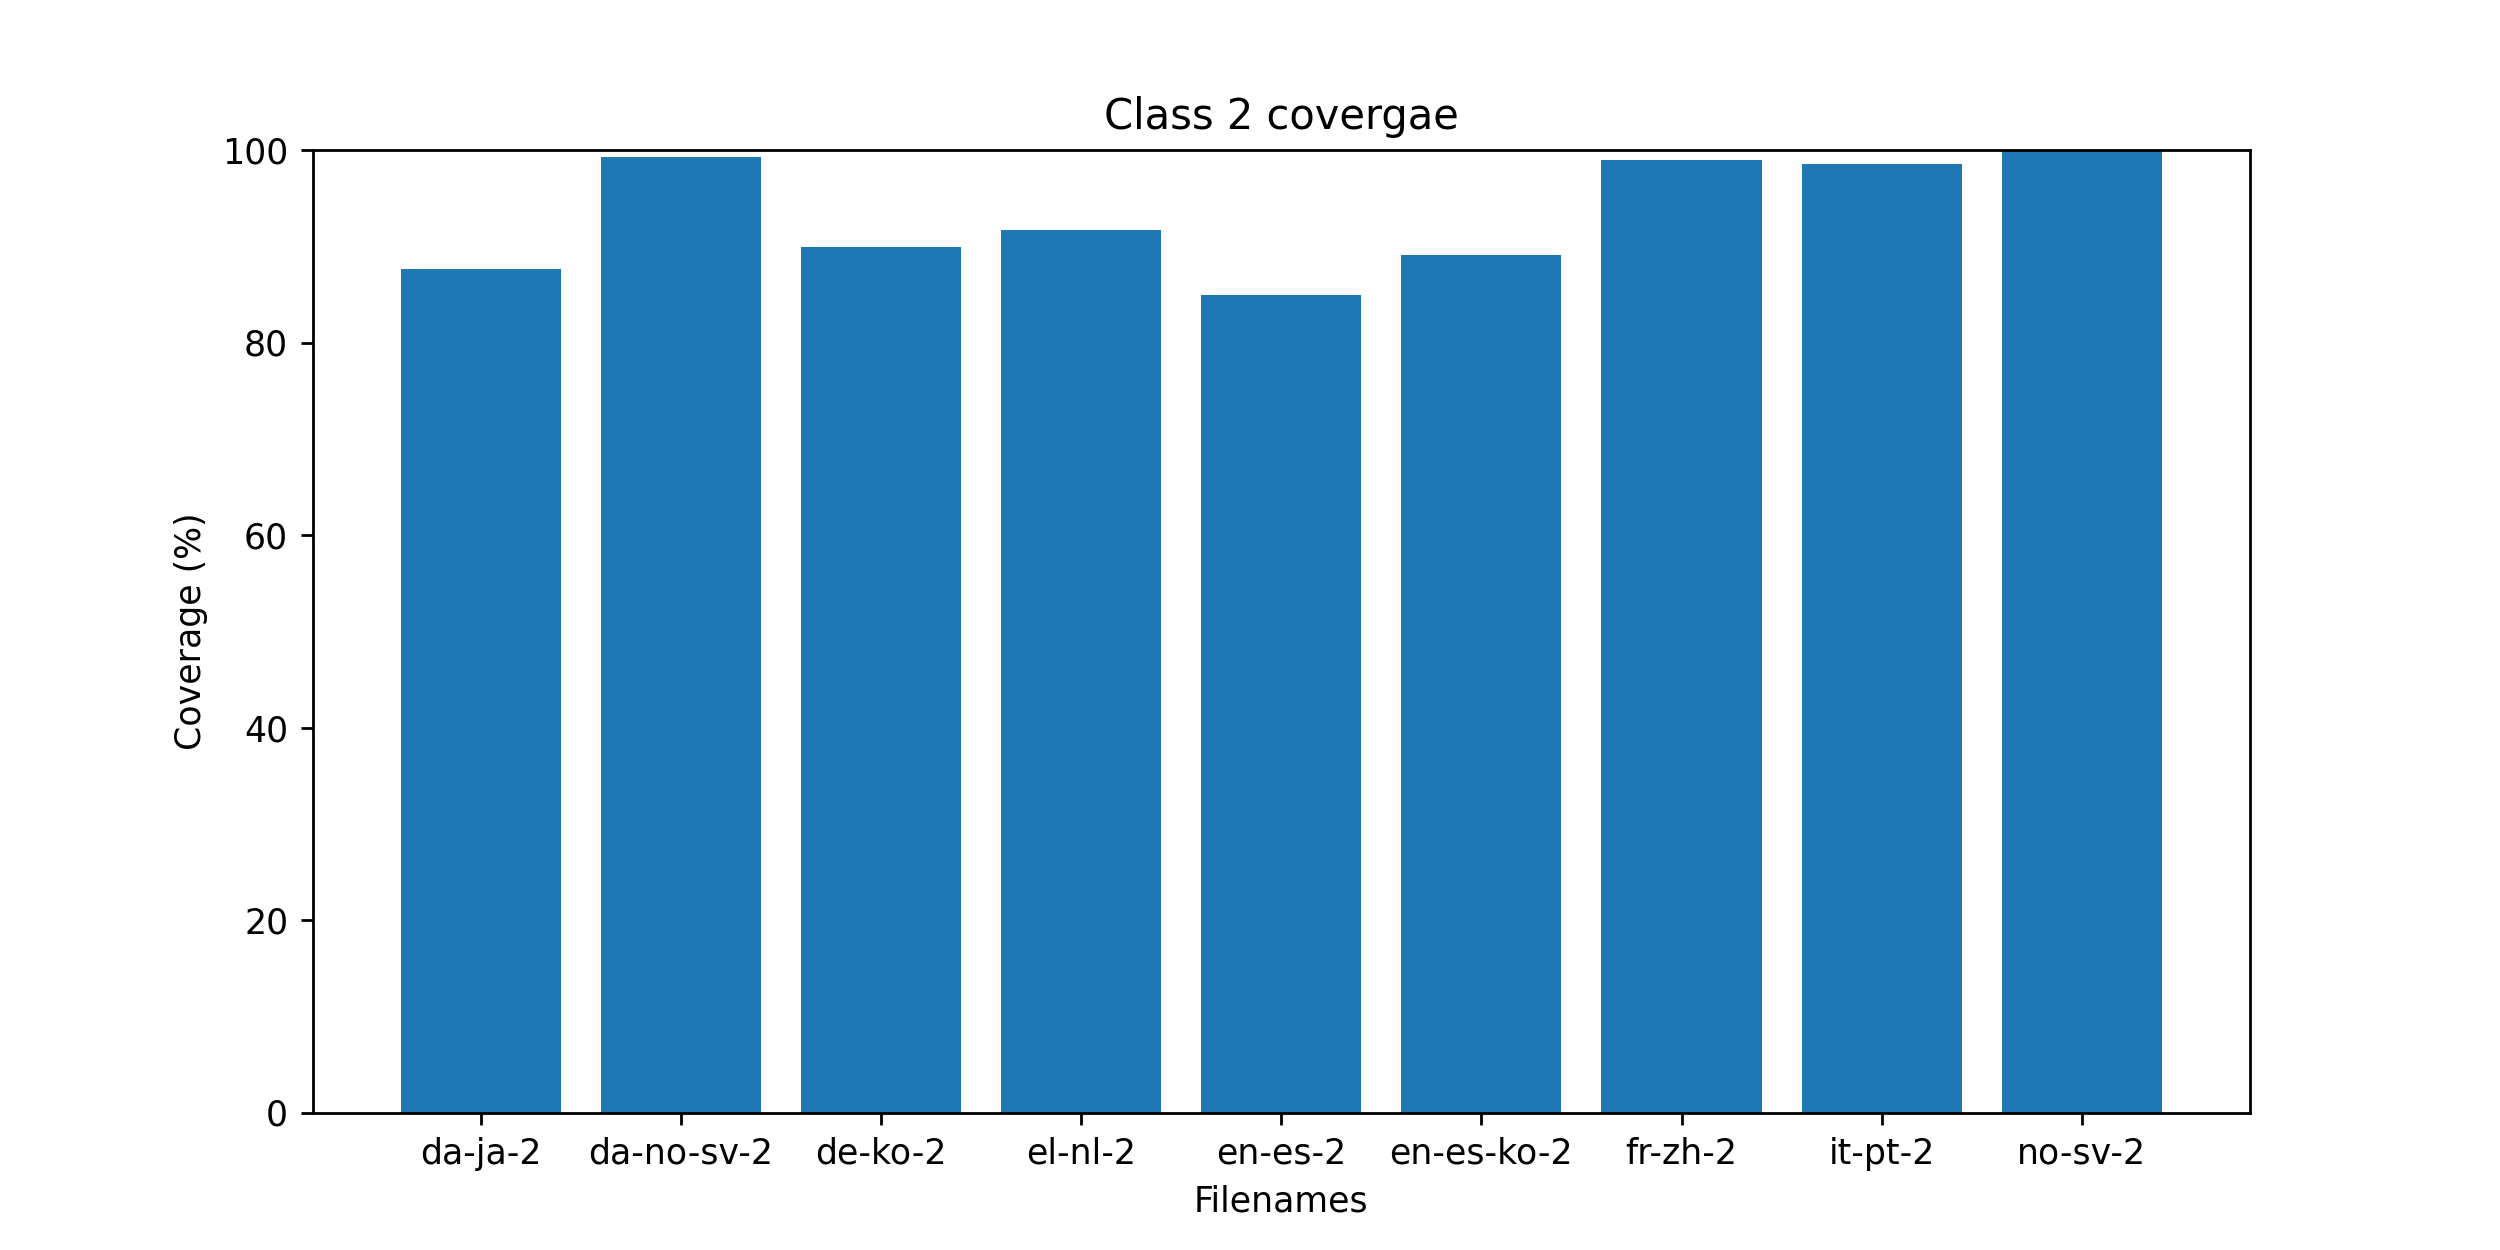 Class 2 covergae
Coverage (%)
100
80
60
40
20
0
da-ja-2 da-no-sv-2 de-ko-2 el-nl-2 en-es-2 en-es-ko-2 fr-zh-2 it-pt-2 no-sv-2
Filenames